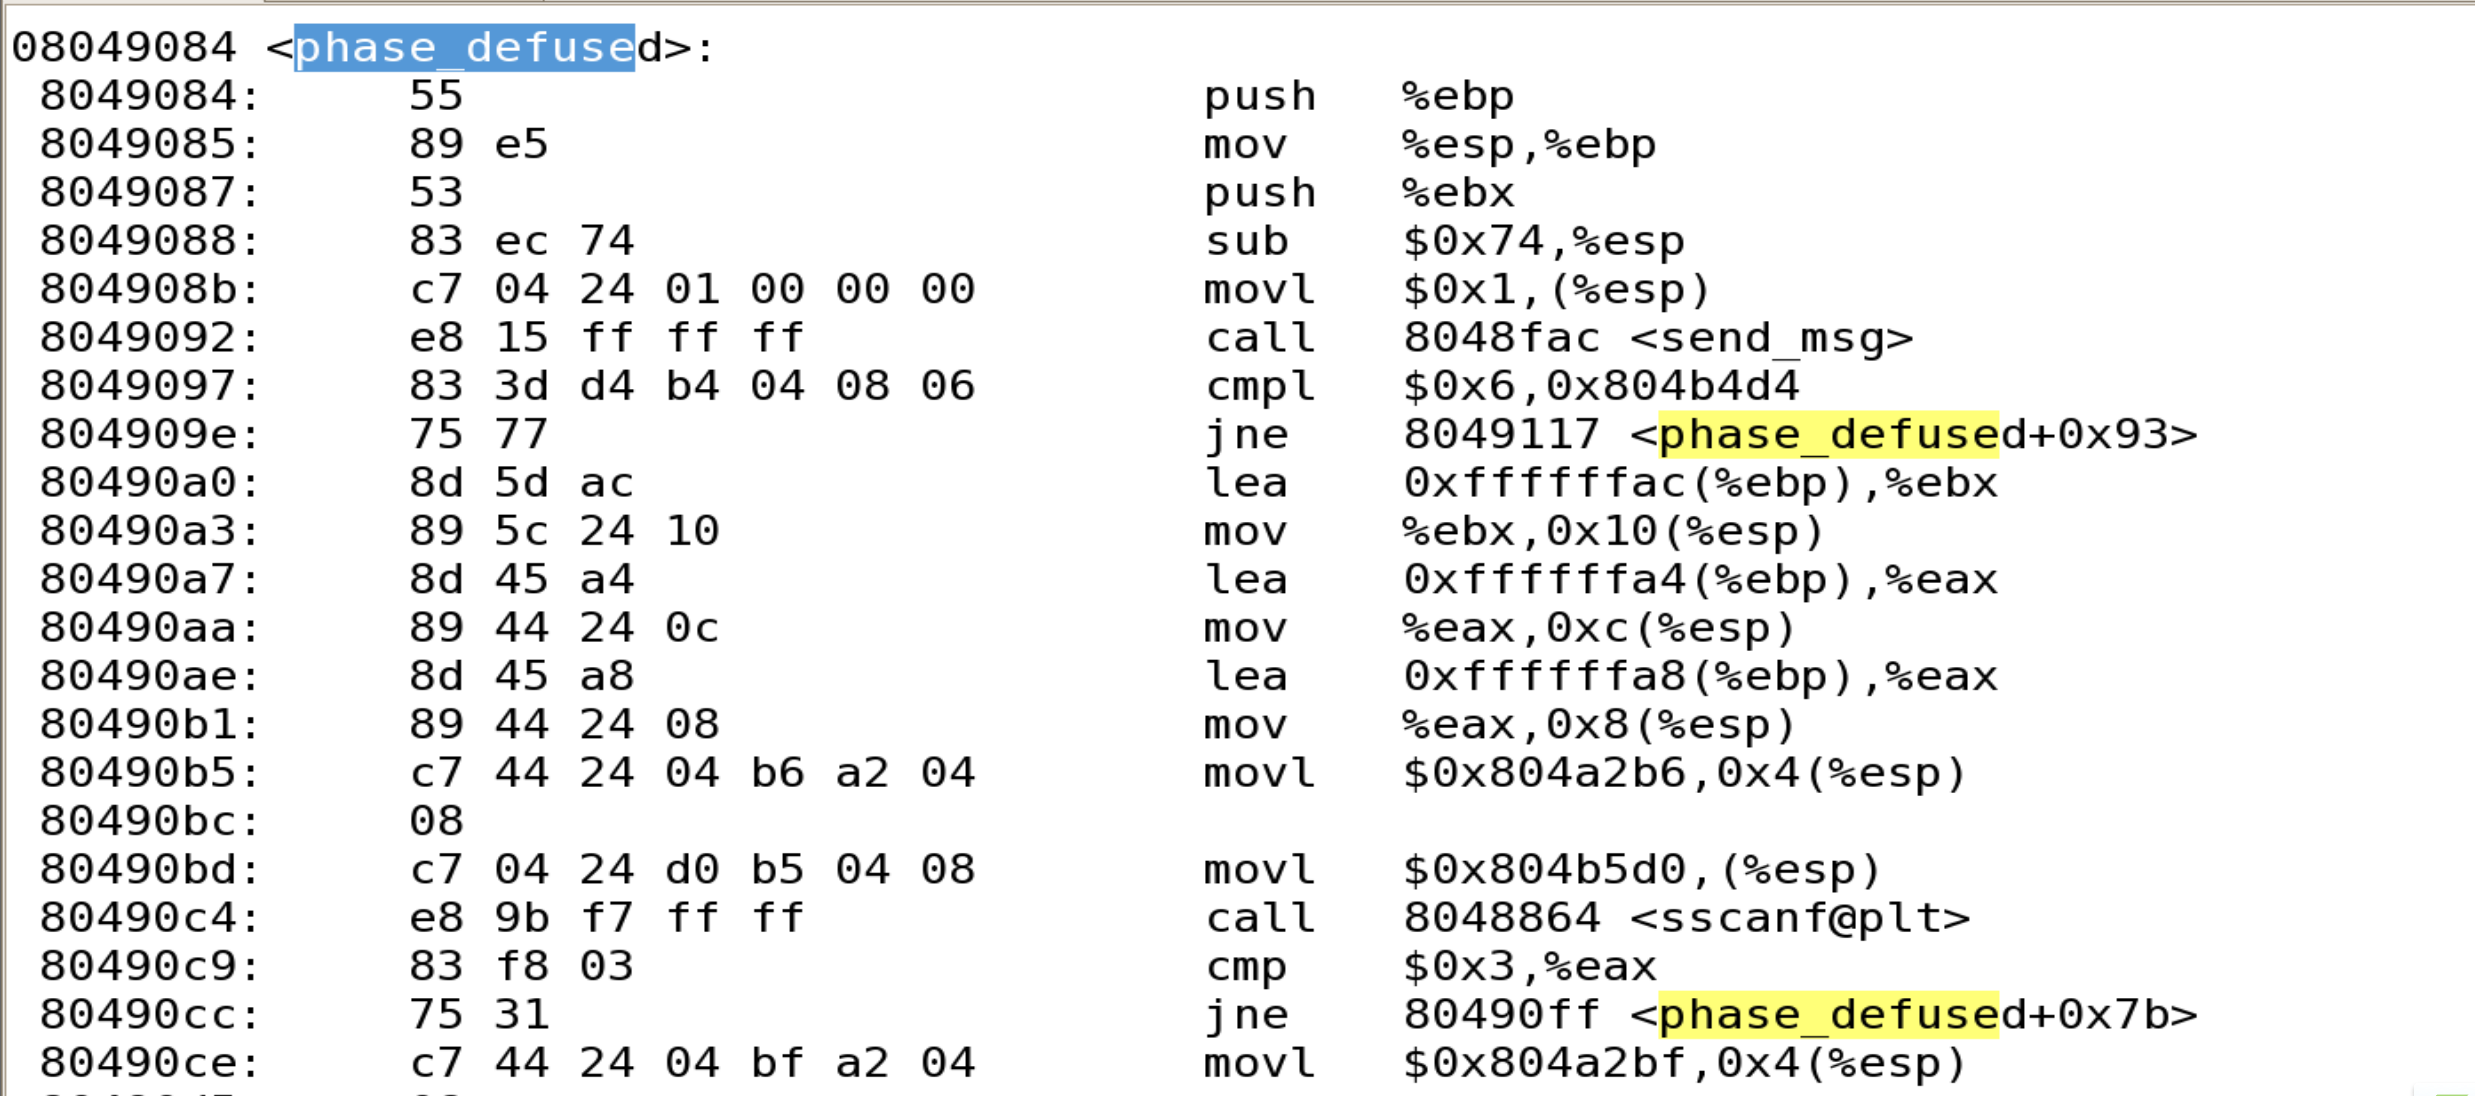 08049084 <phase_defused>:
8049084: 55 push %ebp
8049085: 89 e5 mov %esp,%ebp
8049087: 53 push %ebx
8049088: 83 ec 74 sub $0x74,%esp
804908b: c7 04 24 01 00 00 00 movl $0x1,(%esp)
8049092: e8 15 ff ff ff call 8048fac <send_msg>
8049097: 83 3d d4 b4 04 08 06 cmpl $0x6,0x804b4d4
804909e: 75 77 jne 8049117 <phase_defused+0x93>
80490a0: 8d 5d ac lea 0xffffffac(%ebp),%ebx
80490a3: 89 5c 24 10 mov %ebx,0x10(%esp)
80490a7: 8d 45 a4 lea 0xffffffa4(%ebp),%eax
80490aa: 89 44 24 0c mov %eax,0xc(%esp)
80490ae: 8d 45 a8 lea 0xffffffa8(%ebp),%eax
80490b1: 89 44 24 08 mov %eax,0x8(%esp)
80490b5: c7 44 24 04 b6 a2 04 movl $0x804a2b6,0x4(%esp)
80490bc: 08
80490bd: c7 04 24 d0 b5 04 08 movl $0x804b5d0,(%esp)
80490c4: e8 9b f7 ff ff call 8048864 <sscanf@plt>
80490c9: 83 f8 03 cmp $0x3,%eax
80490cc: 75 31 jne 80490ff <phase_defused+0x7b>
80490ce: c7 44 24 04 bf a2 04 movl $0x804a2bf,0x4(%esp)